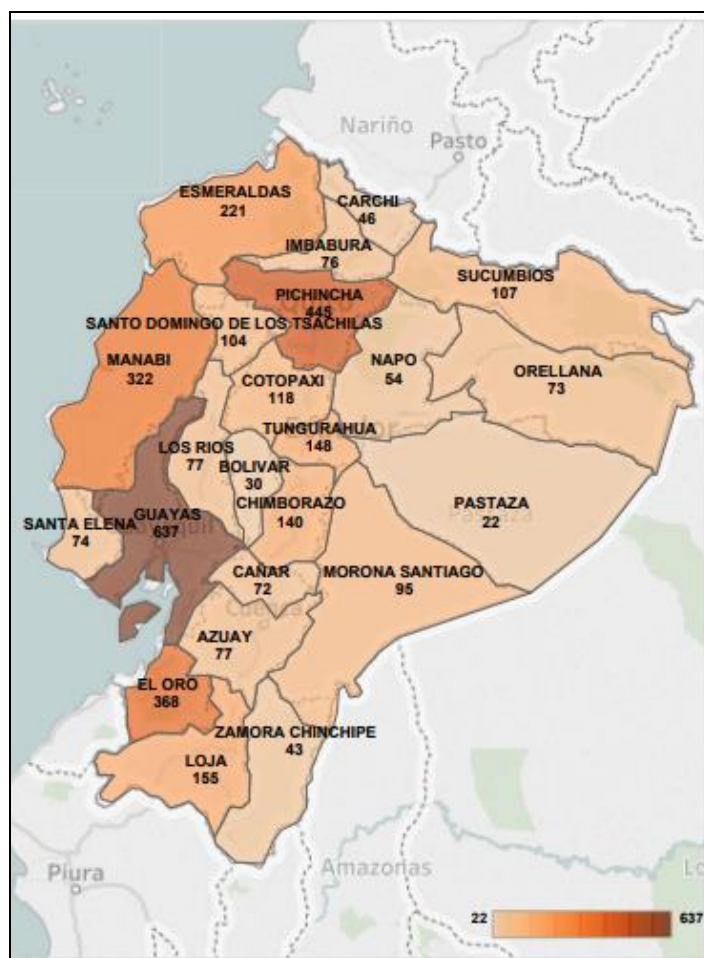 Nariño
Pasto
ESMERALDAS
221
CARCHI
46
IMBABURA
76
SUCUMBIOS
107
PICHINCHA
445
SANTO DOMINGO DE LOS TSACHILAS
104
MANABI
322
NAPO
54
ORELLANA
73
COTOPAXI
118
TUNGURAHUA
148
LOS RIOS
77
BOLIVAR
30
CHIMBORAZO
140
PASTAZA
22
SANTA ELENA
74
GUAYAS
637
CAÑAR
72
MORONA SANTIAGO
95
Cuenca
AZUAY
77
EL ORO
368
ZAMORA CHINCHIPE
43
LOJA
155
Piura
Amazonas
Lo
22
637